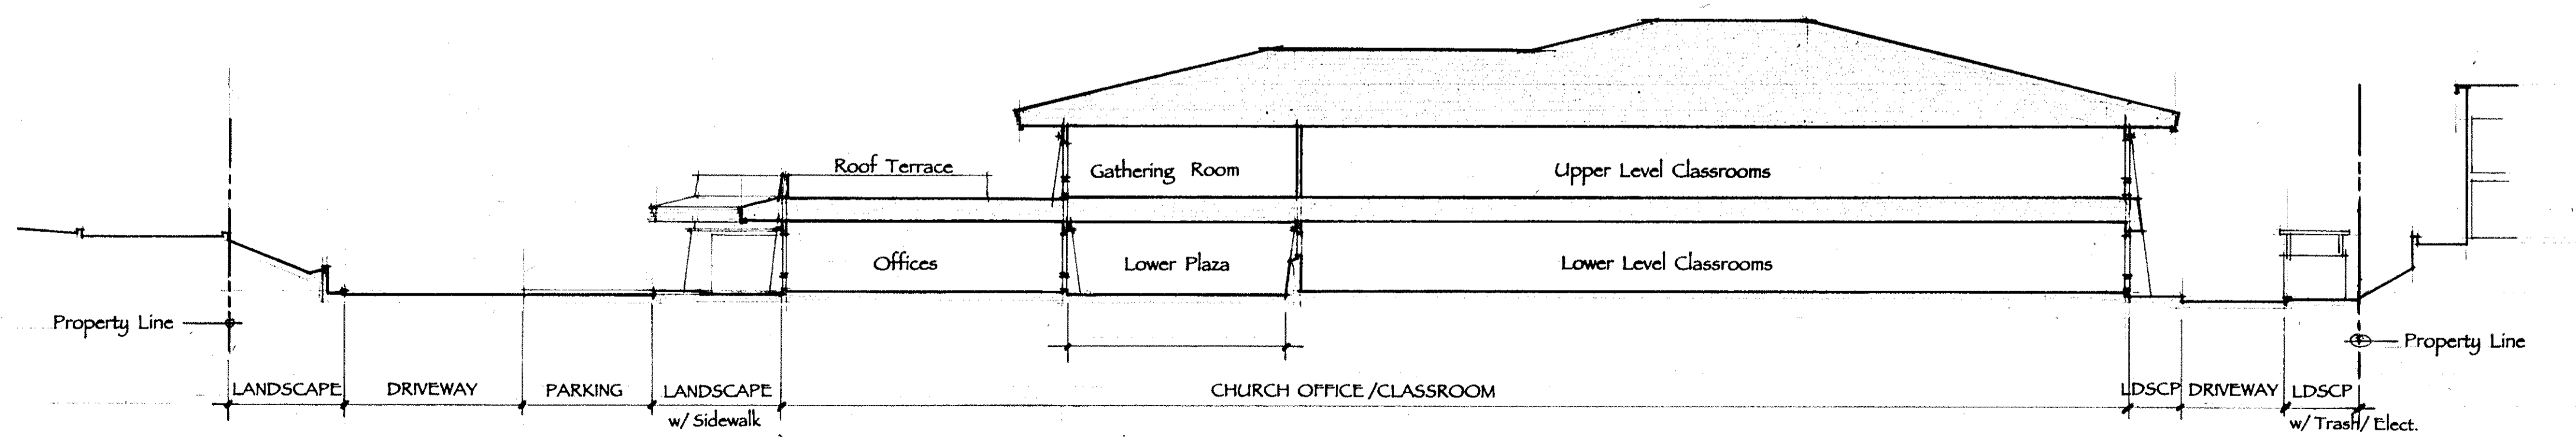 Roof Terrace
Gathering Room
Upper Level Classrooms
Offices
Lower Plaza
Lower Level Classrooms
Property Line
Property Line
LANDSCAPE
DRIVEWAY
PARKING
LANDSCAPE
w/ Sidewalk
CHURCH OFFICE/CLASSROOM
LDSCP
DRIVEWAY
LDSCP
w/ Trash/ Elect.